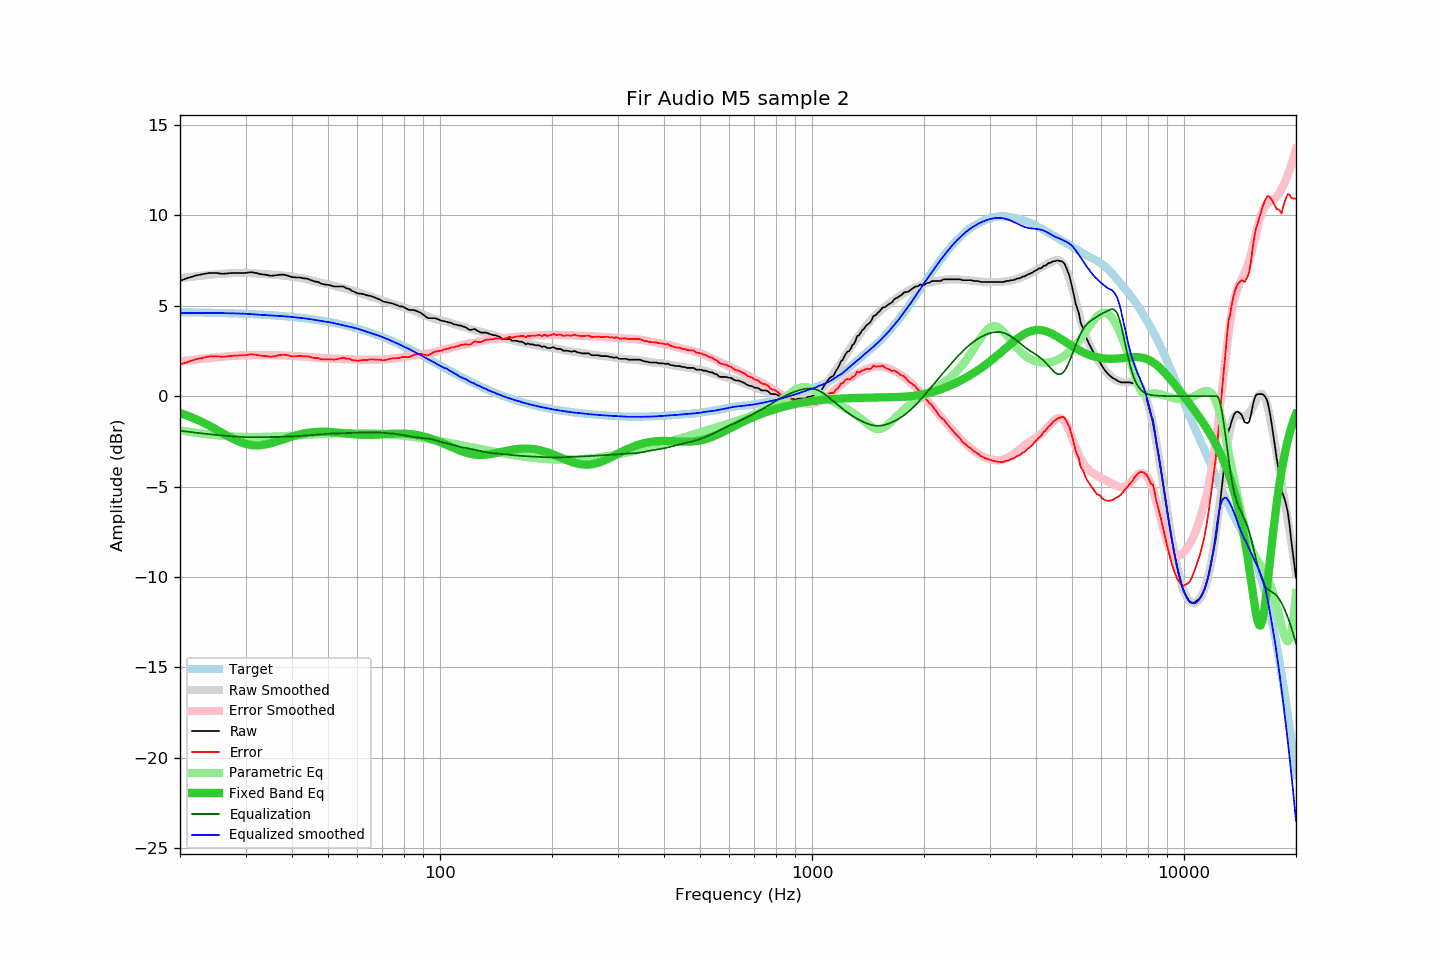 Fir Audio M5 sample 2
15
10
5
0
−5
−10
−15
−20
−25
Amplitude (dBr)
Target
Raw Smoothed
Error Smoothed
Raw
Error
Parametric Eq
Fixed Band Eq
Equalization
Equalized smoothed
100
1000
10000
Frequency (Hz)